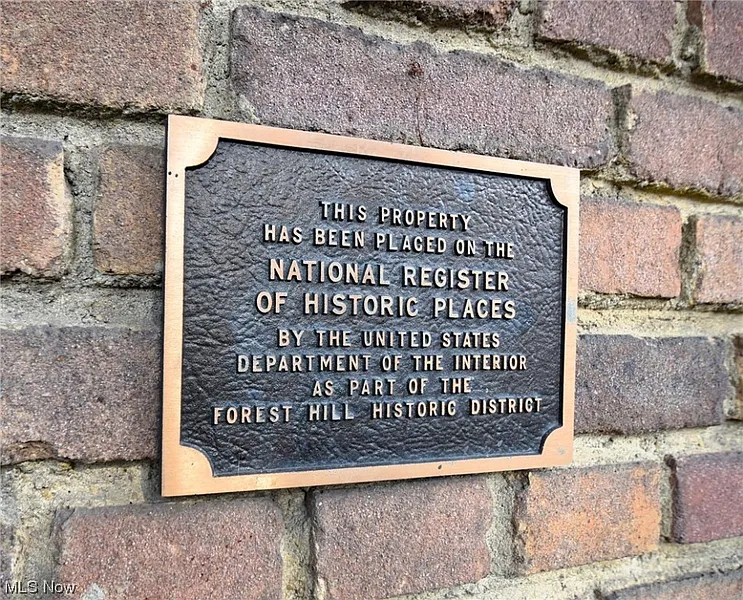 THIS PROPERTY
HAS BEEN PLACED ON THE
NATIONAL REGISTER
OF HISTORIC PLACES
BY THE UNITED STATES
DEPARTMENT OF THE INTERIOR
AS PART OF THE
FOREST HILL HISTORIC DISTRICT
MLS Now